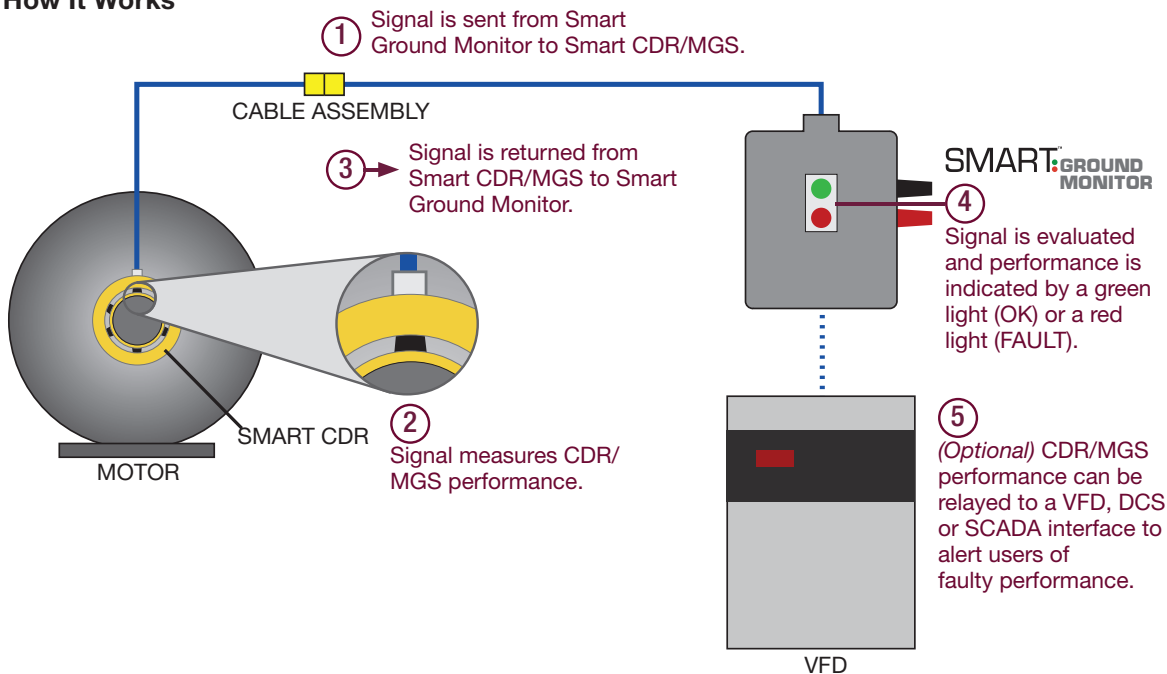 How It Works
1 Signal is sent from Smart
Ground Monitor to Smart CDR/MGS.
CABLE ASSEMBLY
3 Signal is returned from
Smart CDR/MGS to Smart
Ground Monitor.
SMART™ GROUND
MONITOR
4
Signal is evaluated
and performance is
indicated by a green
light (OK) or a red
light (FAULT).
SMART CDR
MOTOR
2
Signal measures CDR/
MGS performance.
5
(Optional) CDR/MGS
performance can be
relayed to a VFD, DCS
or SCADA interface to
alert users of
faulty performance.
VFD